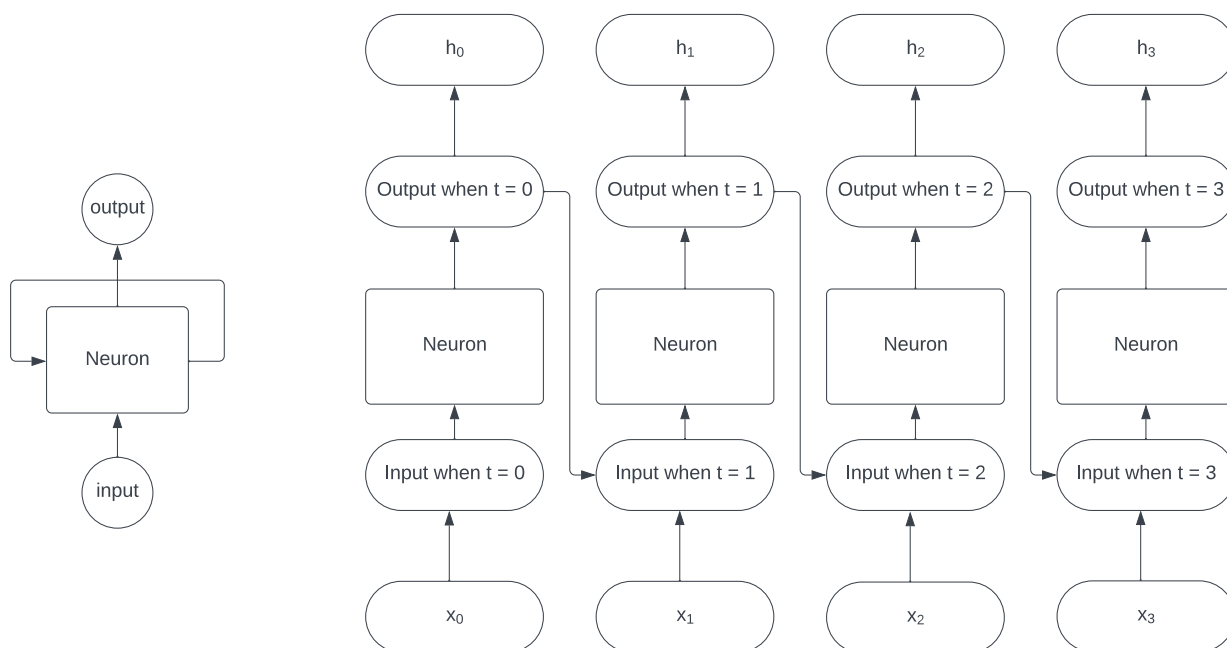 output
Neuron
input
h₀
h₁
h₂
h₃
Output when t = 0
Output when t = 1
Output when t = 2
Output when t = 3
Neuron
Neuron
Neuron
Neuron
Input when t = 0
Input when t = 1
Input when t = 2
Input when t = 3
x₀
x₁
x₂
x₃